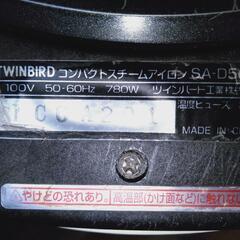 TWINBIRD コンパクトスチームアイロン SA-D5
100V 50-60Hz 780W ツインバード工業株式
温度ヒューズ
MADE IN
⚠やけどの恐れあり。高温部(かけ面など)に触れない